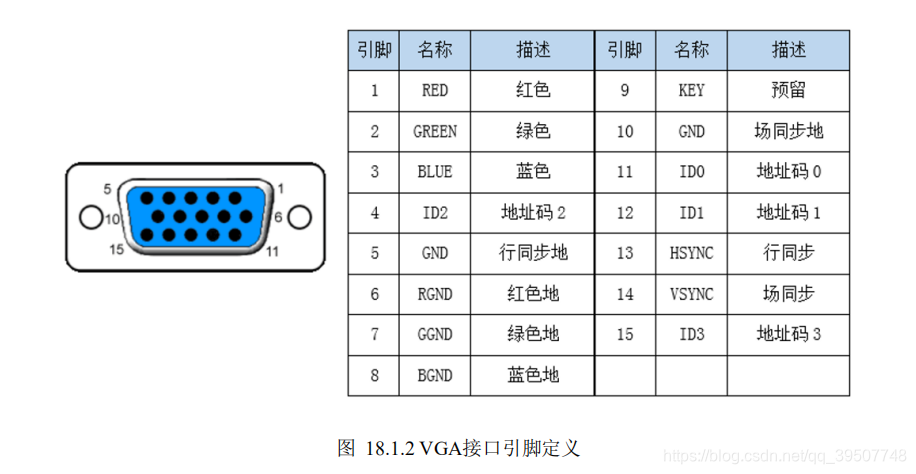 5
1
10
6
15
11
引脚 名称 描述 引脚 名称 描述
1 RED 红色 9 KEY 预留
2 GREEN 绿色 10 GND 场同步地
3 BLUE 蓝色 11 ID0 地址码0
4 ID2 地址码2 12 ID1 地址码1
5 GND 行同步地 13 HSYNC 行同步
6 RGND 红色地 14 VSYNC 场同步
7 GGND 绿色地 15 ID3 地址码3
8 BGND 蓝色地
图 18.1.2 VGA接口引脚定义
https://blog.csdn.net/qq_39507748